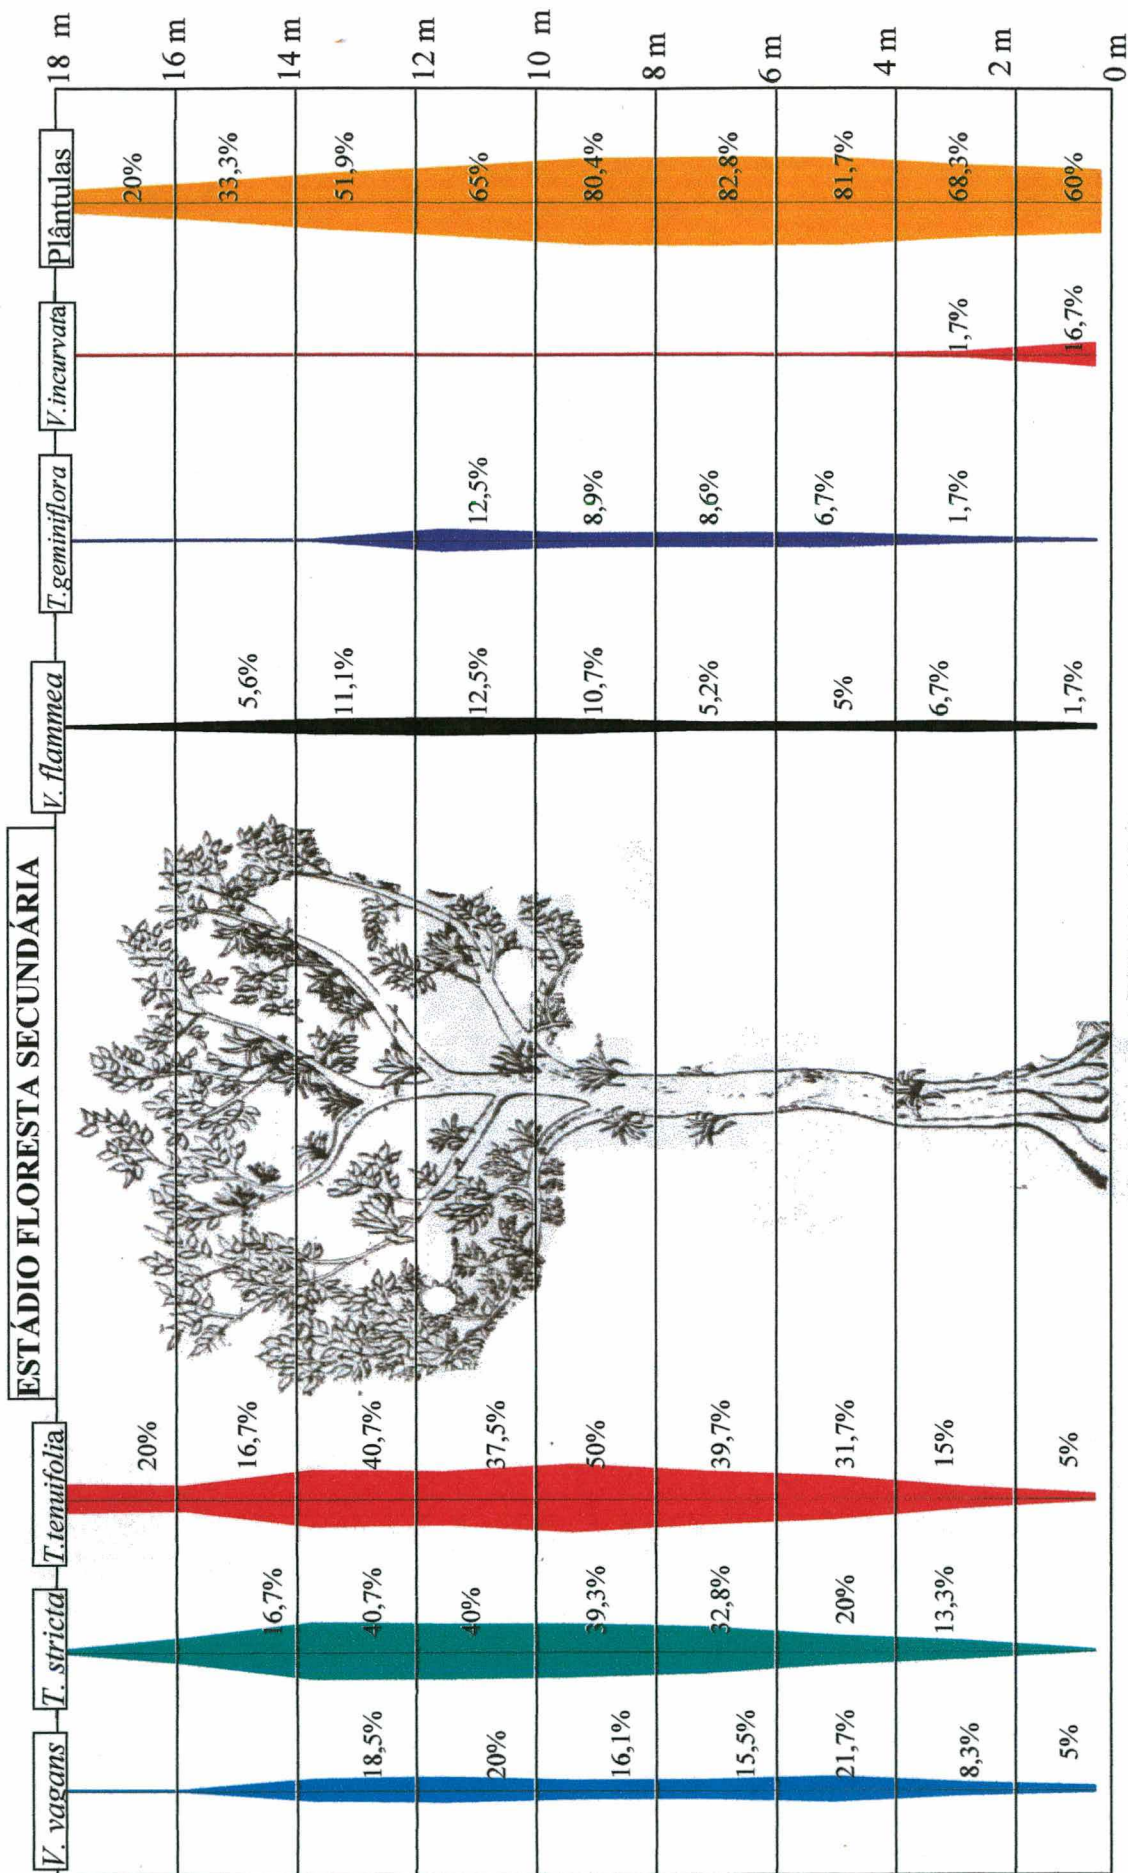 ESTÁDIO FLORESTA SECUNDÁRIA
V. vagans
T. stricta
T.tenuifolia
V. flammea
T.geminiflora
V.incurvata
Plântulas
18 m
20%
20%
16 m
16,7%
16,7%
5,6%
33,3%
14 m
18,5%
40,7%
40,7%
11,1%
51,9%
12 m
20%
40%
37,5%
12,5%
12,5%
65%
10 m
16,1%
39,3%
50%
10,7%
8,9%
80,4%
8 m
15,5%
32,8%
39,7%
5,2%
8,6%
82,8%
6 m
21,7%
20%
31,7%
5%
6,7%
81,7%
4 m
8,3%
13,3%
15%
6,7%
1,7%
1,7%
68,3%
2 m
5%
5%
1,7%
16,7%
60%
0 m